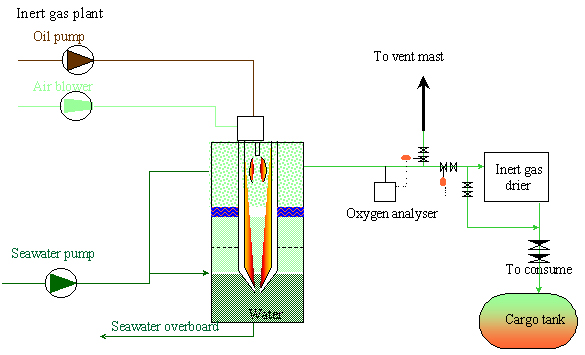 Inert gas plant
Oil pump
Air blower
To vent mast
Inert gas
drier
Oxygen analyser
Seawater pump
To consume
Water
Cargo tank
Seawater overboard